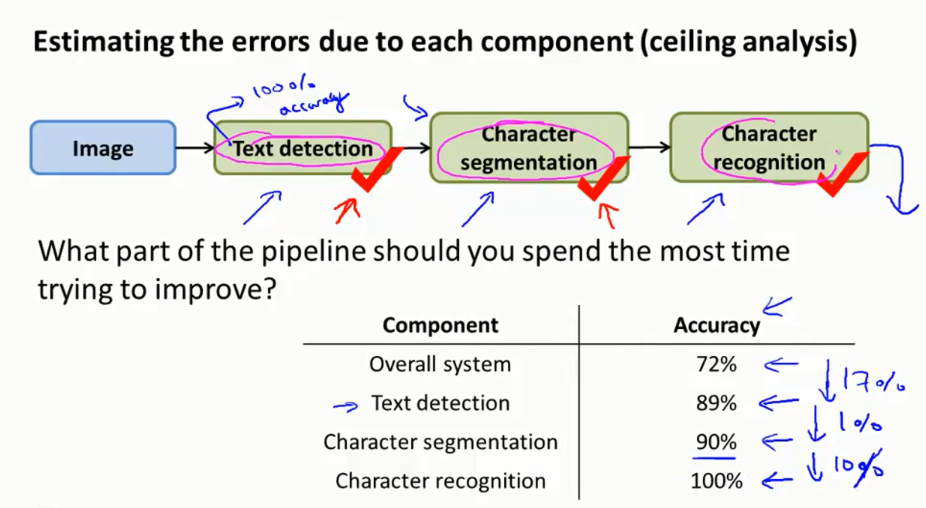 Estimating the errors due to each component (ceiling analysis)
100% accuracy
Image
Text detection
Character segmentation
Character recognition
What part of the pipeline should you spend the most time
trying to improve?
Component Accuracy
Overall system 72%
17%
Text detection 89%
1%
Character segmentation 90%
10%
Character recognition 100%